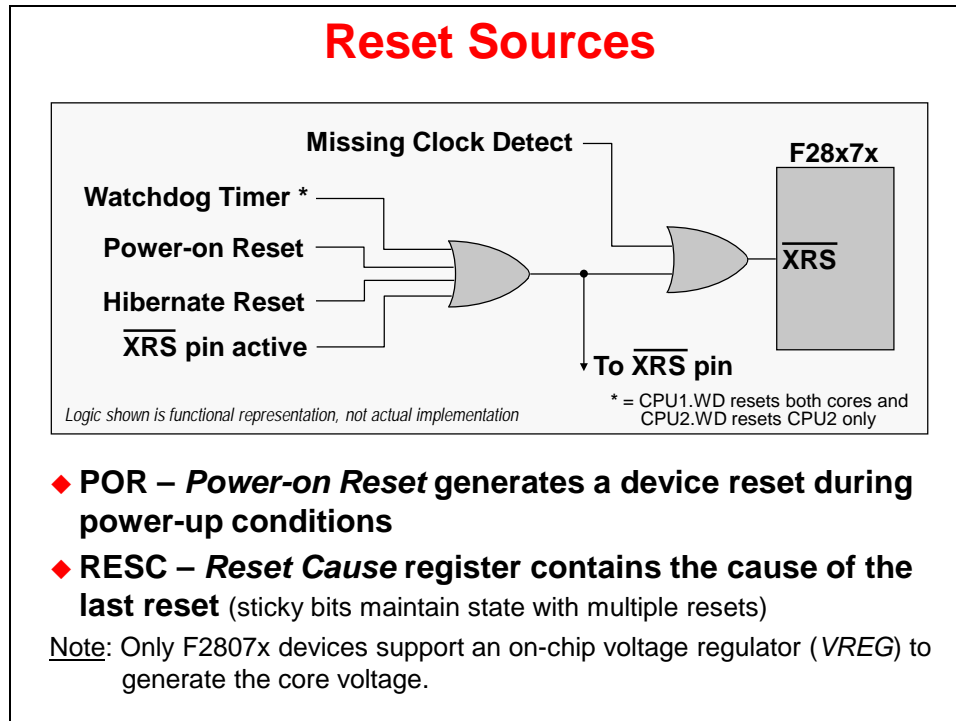 Reset Sources
Missing Clock Detect
F28x7x
Watchdog Timer *
Power-on Reset
XRS
Hibernate Reset
XRS pin active
To XRS pin
* = CPU1.WD resets both cores and
CPU2.WD resets CPU2 only
Logic shown is functional representation, not actual implementation
POR – Power-on Reset generates a device reset during
power-up conditions
RESC – Reset Cause register contains the cause of the
last reset (sticky bits maintain state with multiple resets)
Note: Only F2807x devices support an on-chip voltage regulator (VREG) to
generate the core voltage.